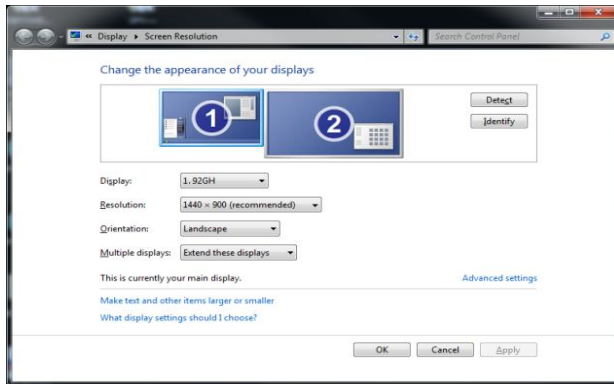 « Display ▸ Screen Resolution
Search Control Panel
Change the appearance of your displays
1
2
Detect
Identify
Display: 1.92GH
Resolution: 1440 × 900 (recommended)
Orientation: Landscape
Multiple displays: Extend these displays
This is currently your main display.
Advanced settings
Make text and other items larger or smaller
What display settings should I choose?
OK Cancel Apply